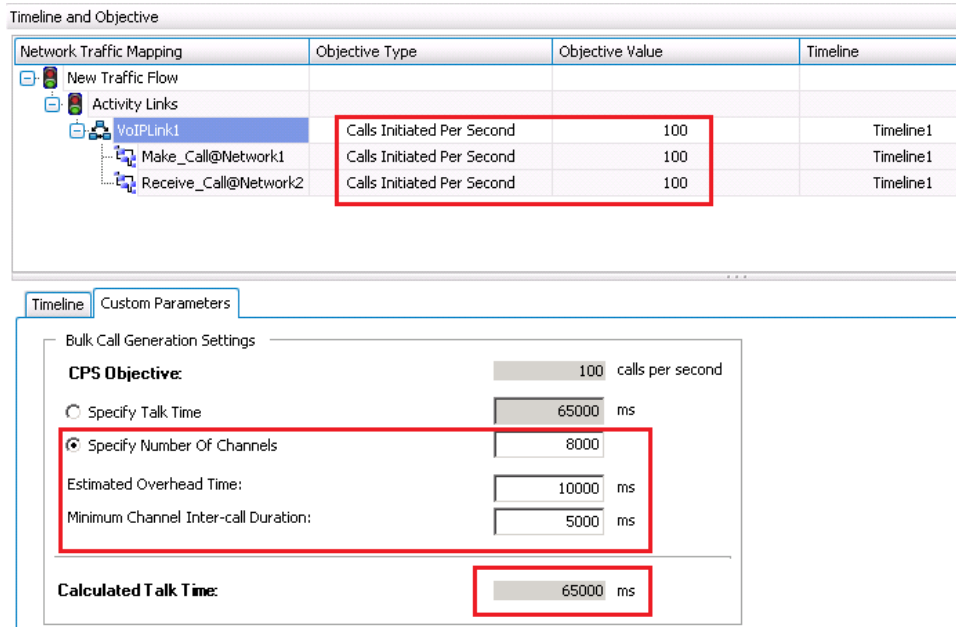 Timeline and Objective
Network Traffic Mapping Objective Type Objective Value Timeline
New Traffic Flow
Activity Links
VoIPLink1 Calls Initiated Per Second 100 Timeline1
Make_Call@Network1 Calls Initiated Per Second 100 Timeline1
Receive_Call@Network2 Calls Initiated Per Second 100 Timeline1
Timeline Custom Parameters
Bulk Call Generation Settings
CPS Objective: 100 calls per second
Specify Talk Time 65000 ms
Specify Number Of Channels 8000
Estimated Overhead Time: 10000 ms
Minimum Channel Inter-call Duration: 5000 ms
Calculated Talk Time: 65000 ms